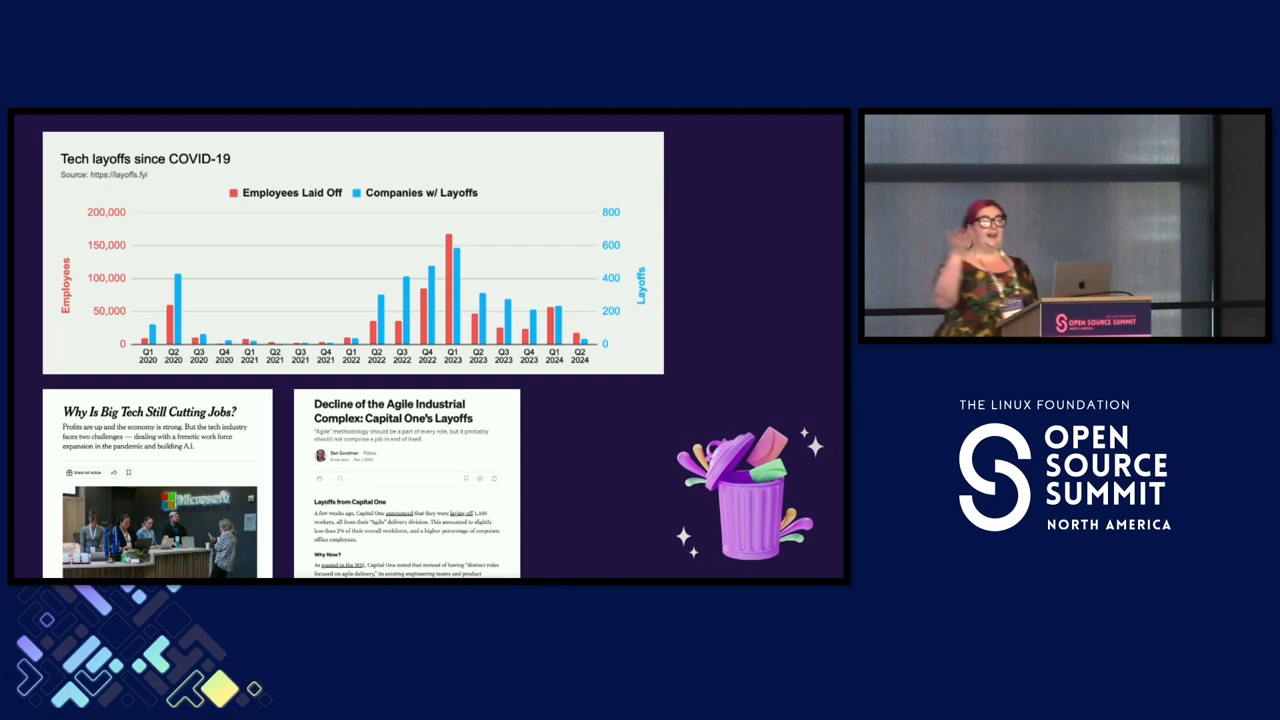 Tech layoffs since COVID-19
Source: https://layoffs.fyi
Employees Laid Off Companies w/ Layoffs
200,000
150,000
100,000
50,000
0
Employees
800
600
400
200
0
Layoffs
Q1 2020
Q2 2020
Q3 2020
Q4 2020
Q1 2021
Q2 2021
Q3 2021
Q4 2021
Q1 2022
Q2 2022
Q3 2022
Q4 2022
Q1 2023
Q2 2023
Q3 2023
Q4 2023
Q1 2024
Q2 2024
Why Is Big Tech Still Cutting Jobs?
Profits are up and the economy is strong. But the tech industry
faces two challenges — dealing with a frenetic work force
expansion in the pandemic and building A.I.
Share full article
Microsoft
Decline of the Agile Industrial
Complex: Capital One's Layoffs
"Agile" methodology should be a part of every role, but it probably
should not comprise a job in and of itself.
Ben Goodman · Follow
Layoffs from Capital One
A few weeks ago, Capital One announced that they were laying off 1,100
workers, all from their "Agile" delivery division. This amounted to slightly
less than 2% of their overall workforce, and a higher percentage of corporate
office employees.
Why Now?
As quoted in the WSJ, Capital One noted that instead of having "distinct roles
focused on agile delivery," its existing engineering teams and product
OPEN SOURCE SUMMIT
THE LINUX FOUNDATION
OPEN
SOURCE
SUMMIT
NORTH AMERICA